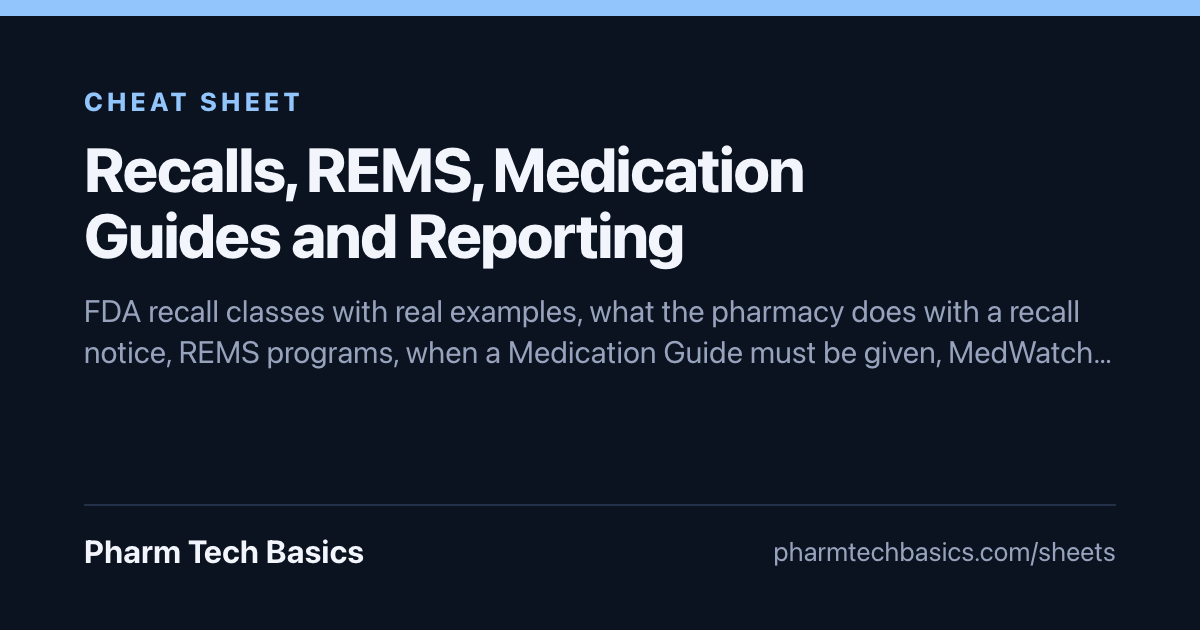 CHEAT SHEET
Recalls, REMS, Medication
Guides and Reporting
FDA recall classes with real examples, what the pharmacy does with a recall
notice, REMS programs, when a Medication Guide must be given, MedWatch…
Pharm Tech Basics
pharmtechbasics.com/sheets